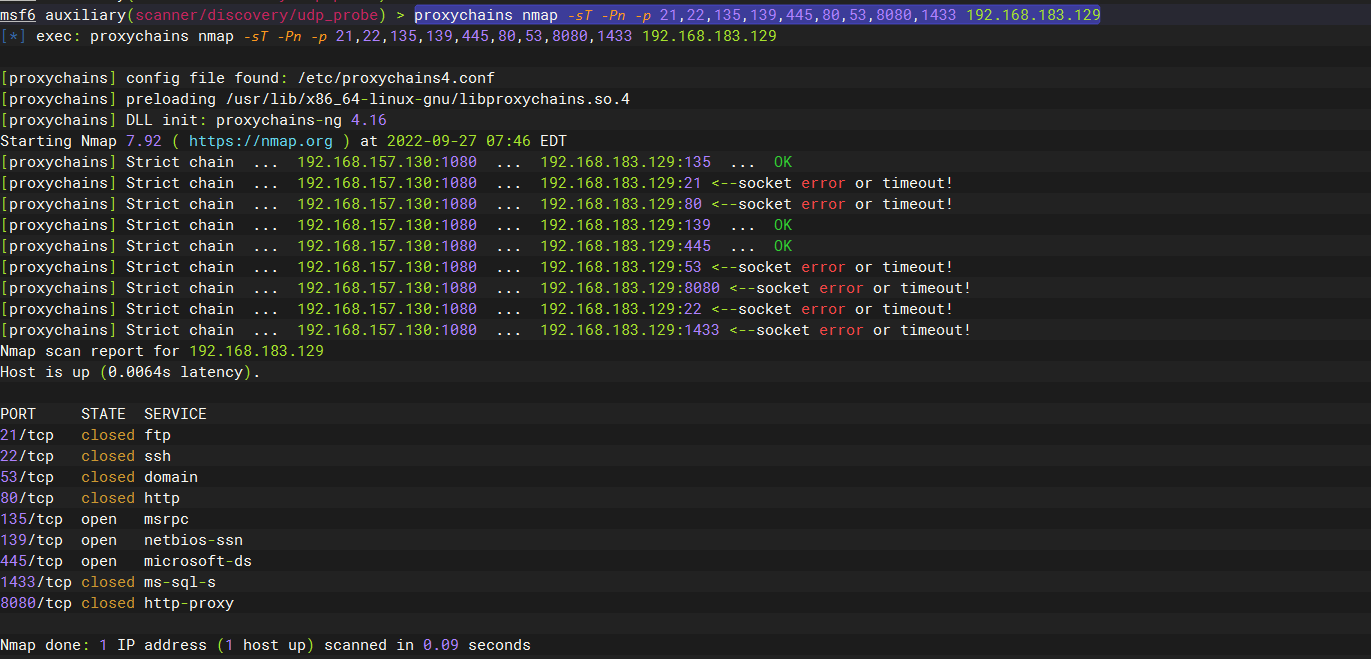 msf6 auxiliary(scanner/discovery/udp_probe) > proxychains nmap -sT -Pn -p 21,22,135,139,445,80,53,8080,1433 192.168.183.129
[*] exec: proxychains nmap -sT -Pn -p 21,22,135,139,445,80,53,8080,1433 192.168.183.129

[proxychains] config file found: /etc/proxychains4.conf
[proxychains] preloading /usr/lib/x86_64-linux-gnu/libproxychains.so.4
[proxychains] DLL init: proxychains-ng 4.16
Starting Nmap 7.92 ( https://nmap.org ) at 2022-09-27 07:46 EDT
[proxychains] Strict chain  ...  192.168.157.130:1080  ...  192.168.183.129:135  ...  OK
[proxychains] Strict chain  ...  192.168.157.130:1080  ...  192.168.183.129:21 <--socket error or timeout!
[proxychains] Strict chain  ...  192.168.157.130:1080  ...  192.168.183.129:80 <--socket error or timeout!
[proxychains] Strict chain  ...  192.168.157.130:1080  ...  192.168.183.129:139  ...  OK
[proxychains] Strict chain  ...  192.168.157.130:1080  ...  192.168.183.129:445  ...  OK
[proxychains] Strict chain  ...  192.168.157.130:1080  ...  192.168.183.129:53 <--socket error or timeout!
[proxychains] Strict chain  ...  192.168.157.130:1080  ...  192.168.183.129:8080 <--socket error or timeout!
[proxychains] Strict chain  ...  192.168.157.130:1080  ...  192.168.183.129:22 <--socket error or timeout!
[proxychains] Strict chain  ...  192.168.157.130:1080  ...  192.168.183.129:1433 <--socket error or timeout!
Nmap scan report for 192.168.183.129
Host is up (0.0064s latency).

PORT     STATE  SERVICE
21/tcp   closed ftp
22/tcp   closed ssh
53/tcp   closed domain
80/tcp   closed http
135/tcp  open   msrpc
139/tcp  open   netbios-ssn
445/tcp  open   microsoft-ds
1433/tcp closed ms-sql-s
8080/tcp closed http-proxy

Nmap done: 1 IP address (1 host up) scanned in 0.09 seconds